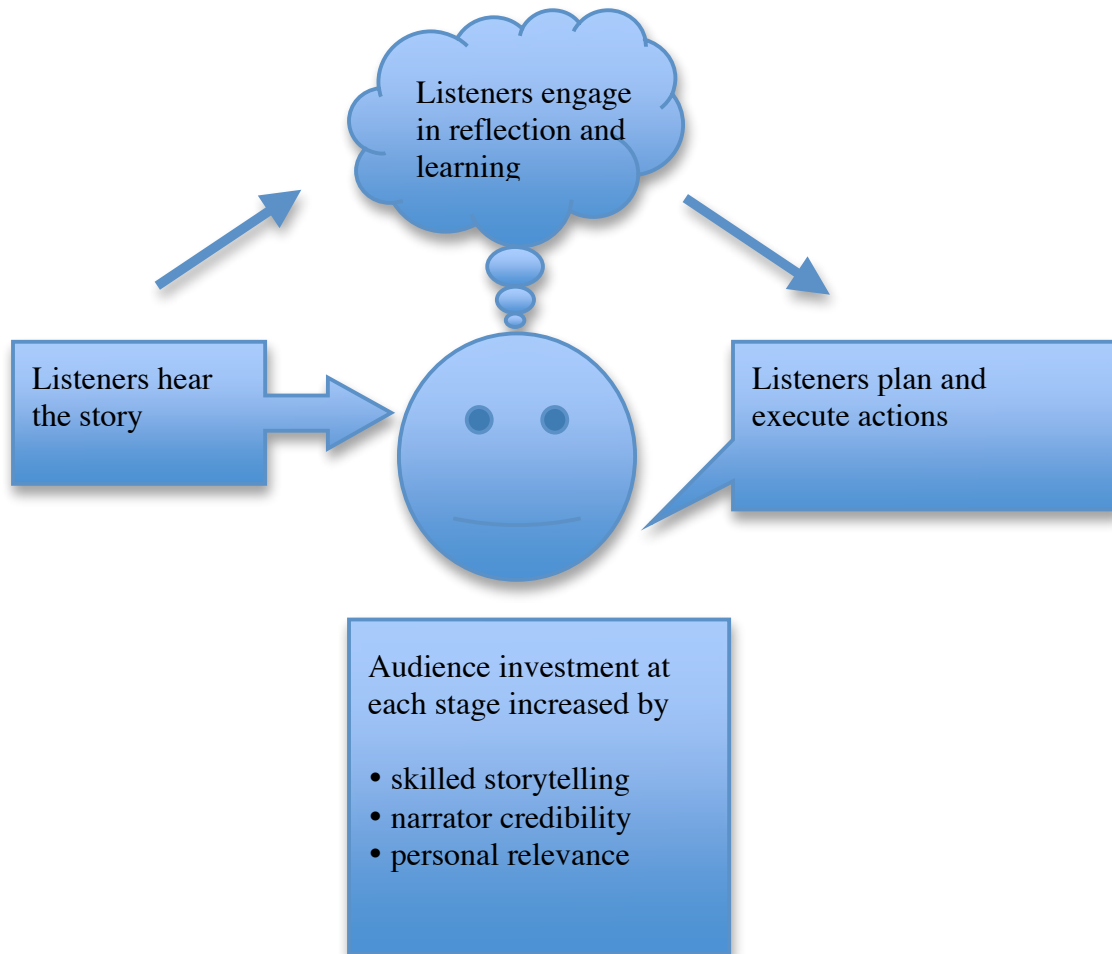 Listeners engage
in reflection and
learning
Listeners hear
the story
Listeners plan and
execute actions
Audience investment at
each stage increased by
• skilled storytelling
• narrator credibility
• personal relevance